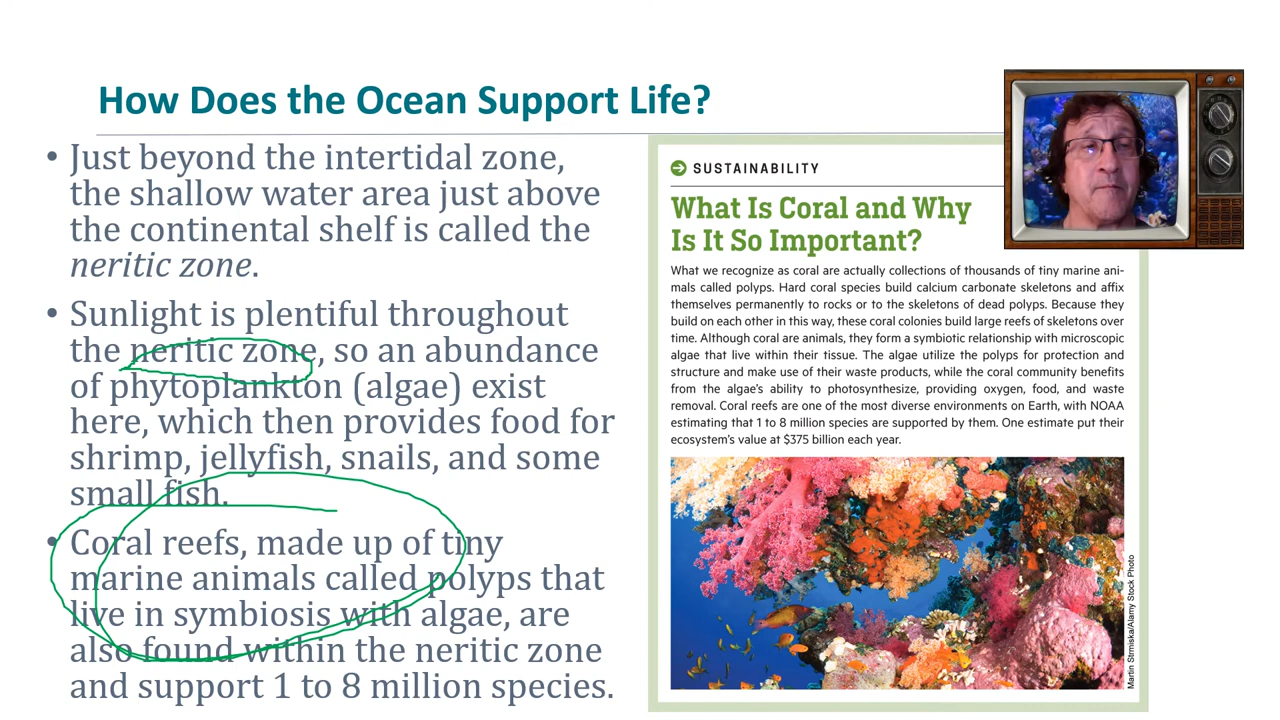 How Does the Ocean Support Life?
• Just beyond the intertidal zone,
the shallow water area just above
the continental shelf is called the
neritic zone.
• Sunlight is plentiful throughout
the neritic zone, so an abundance
of phytoplankton (algae) exist
here, which then provides food for
shrimp, jellyfish, snails, and some
small fish.
• Coral reefs, made up of tiny
marine animals called polyps that
live in symbiosis with algae, are
also found within the neritic zone
and support 1 to 8 million species.
SUSTAINABILITY
What Is Coral and Why
Is It So Important?
What we recognize as coral are actually collections of thousands of tiny marine ani-
mals called polyps. Hard coral species build calcium carbonate skeletons and affix
themselves permanently to rocks or to the skeletons of dead polyps. Because they
build on each other in this way, these coral colonies build large reefs of skeletons over
time. Although coral are animals, they form a symbiotic relationship with microscopic
algae that live within their tissue. The algae utilize the polyps for protection and
structure and make use of their waste products, while the coral community benefits
from the algae's ability to photosynthesize, providing oxygen, food, and waste
removal. Coral reefs are one of the most diverse environments on Earth, with NOAA
estimating that 1 to 8 million species are supported by them. One estimate put their
ecosystem's value at $375 billion each year.
Martin Strmiska/Alamy Stock Photo